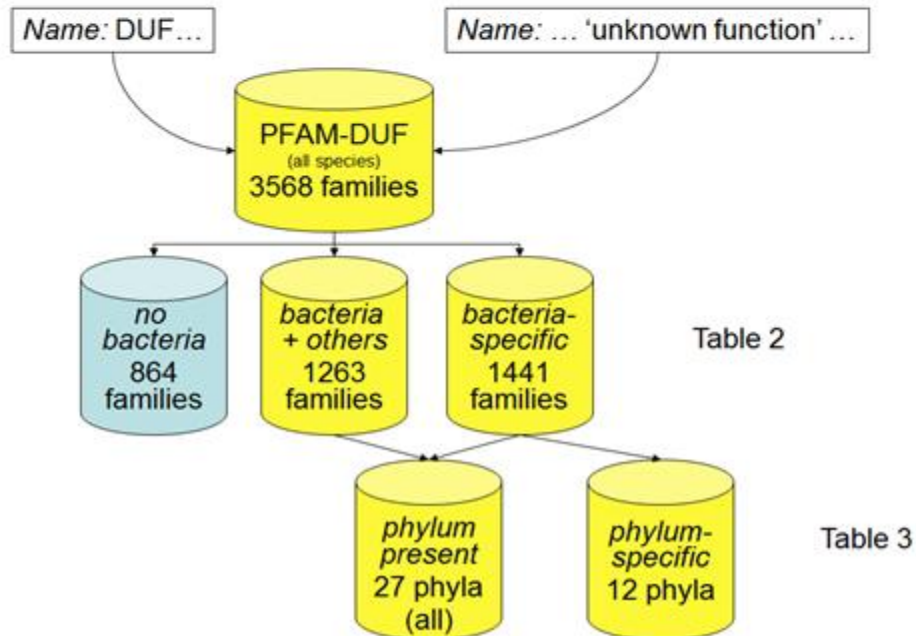 Name: DUF…
Name: … ‘unknown function’ …
PFAM-DUF
(all species)
3568 families
no
bacteria
864
families
bacteria
+ others
1263
families
bacteria-
specific
1441
families
Table 2
phylum
present
27 phyla
(all)
phylum-
specific
12 phyla
Table 3